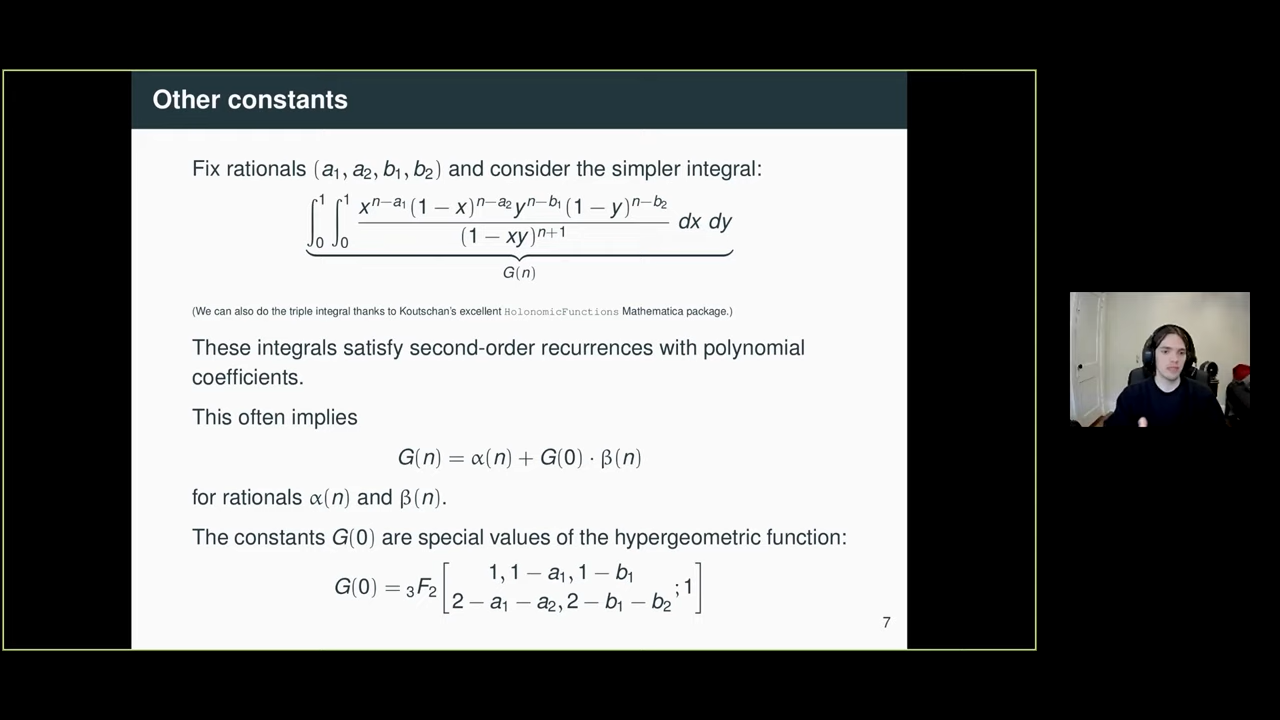 Other constants
Fix rationals (a₁, a₂, b₁, b₂) and consider the simpler integral:
∫₀¹ ∫₀¹ xⁿ⁻ᵃ¹(1 − x)ⁿ⁻ᵃ²yⁿ⁻ᵇ¹(1 − y)ⁿ⁻ᵇ² / (1 − xy)ⁿ⁺¹ dx dy
G(n)
(We can also do the triple integral thanks to Koutschan's excellent HolonomicFunctions Mathematica package.)
These integrals satisfy second-order recurrences with polynomial
coefficients.
This often implies
G(n) = α(n) + G(0) · β(n)
for rationals α(n) and β(n).
The constants G(0) are special values of the hypergeometric function:
G(0) = ₃F₂[1, 1 − a₁, 1 − b₁
2 − a₁ − a₂, 2 − b₁ − b₂; 1]
7